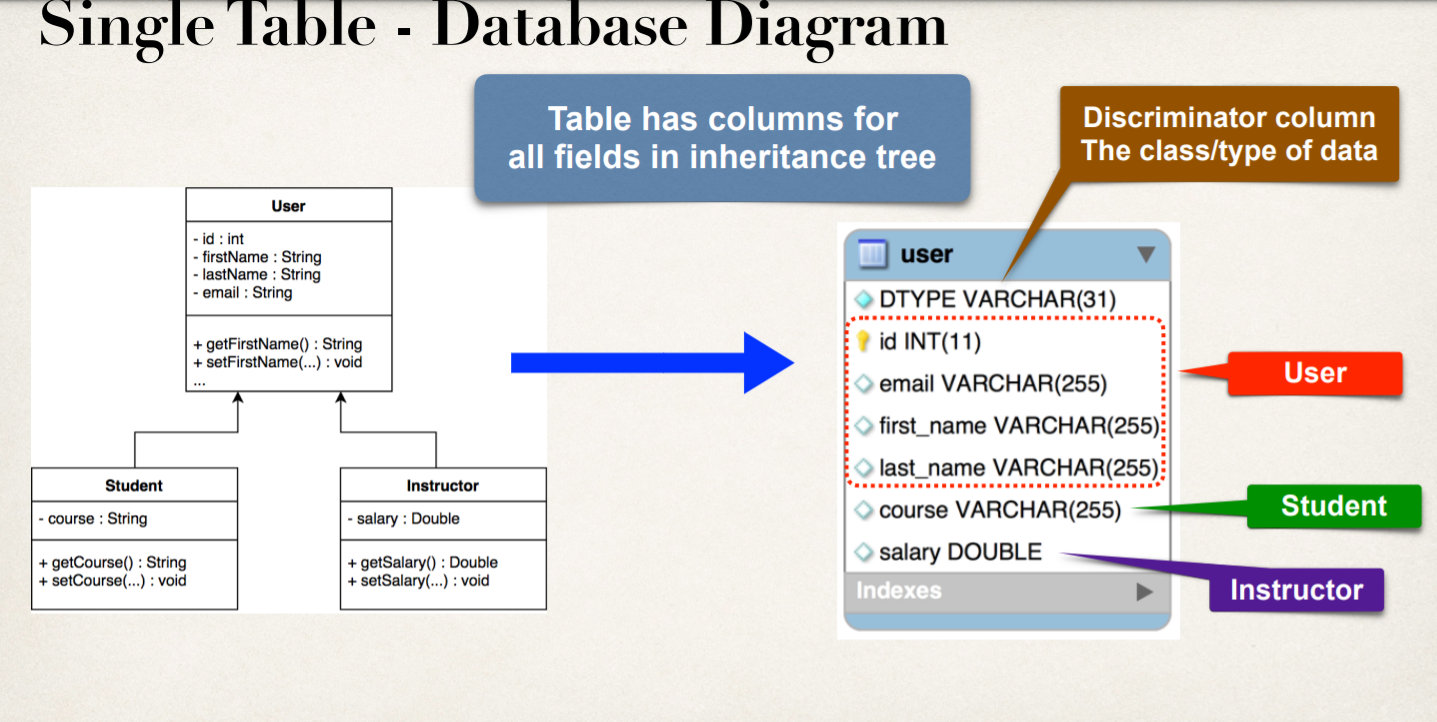 Single Table - Database Diagram
Table has columns for
all fields in inheritance tree
Discriminator column
The class/type of data
User
- id : int
- firstName : String
- lastName : String
- email : String
+ getFirstName() : String
+ setFirstName(...) : void
...
Student
- course : String
+ getCourse() : String
+ setCourse(...) : void
Instructor
- salary : Double
+ getSalary() : Double
+ setSalary(...) : void
user
DTYPE VARCHAR(31)
id INT(11)
email VARCHAR(255)
first_name VARCHAR(255)
last_name VARCHAR(255)
course VARCHAR(255)
salary DOUBLE
Indexes
User
Student
Instructor